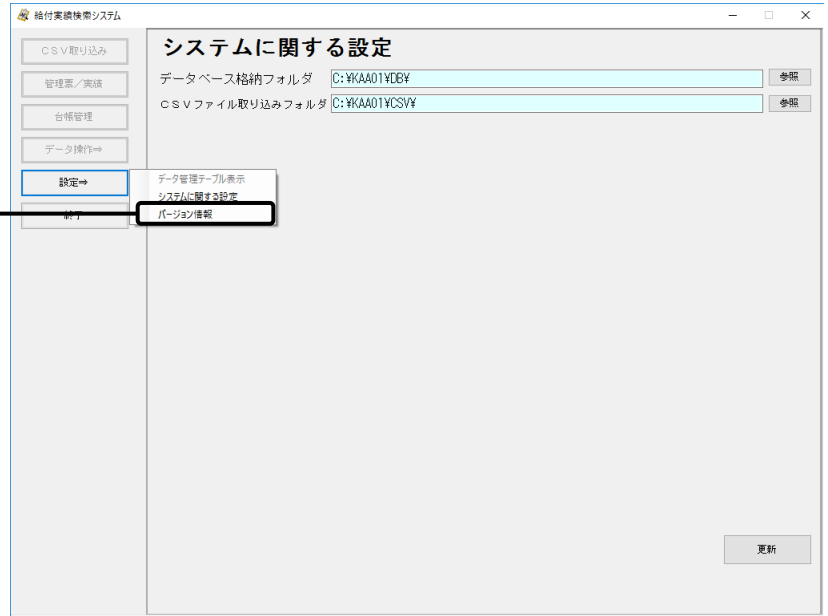 給付実績検索システム
CSV取り込み
管理票/実績
台帳管理
データ操作⇒
設定⇒
終了
データ管理テーブル表示
システムに関する設定
バージョン情報
システムに関する設定
データベース格納フォルダ C:¥KAA01¥DB¥ 参照
CSVファイル取り込みフォルダ C:¥KAA01¥CSV¥ 参照
更新